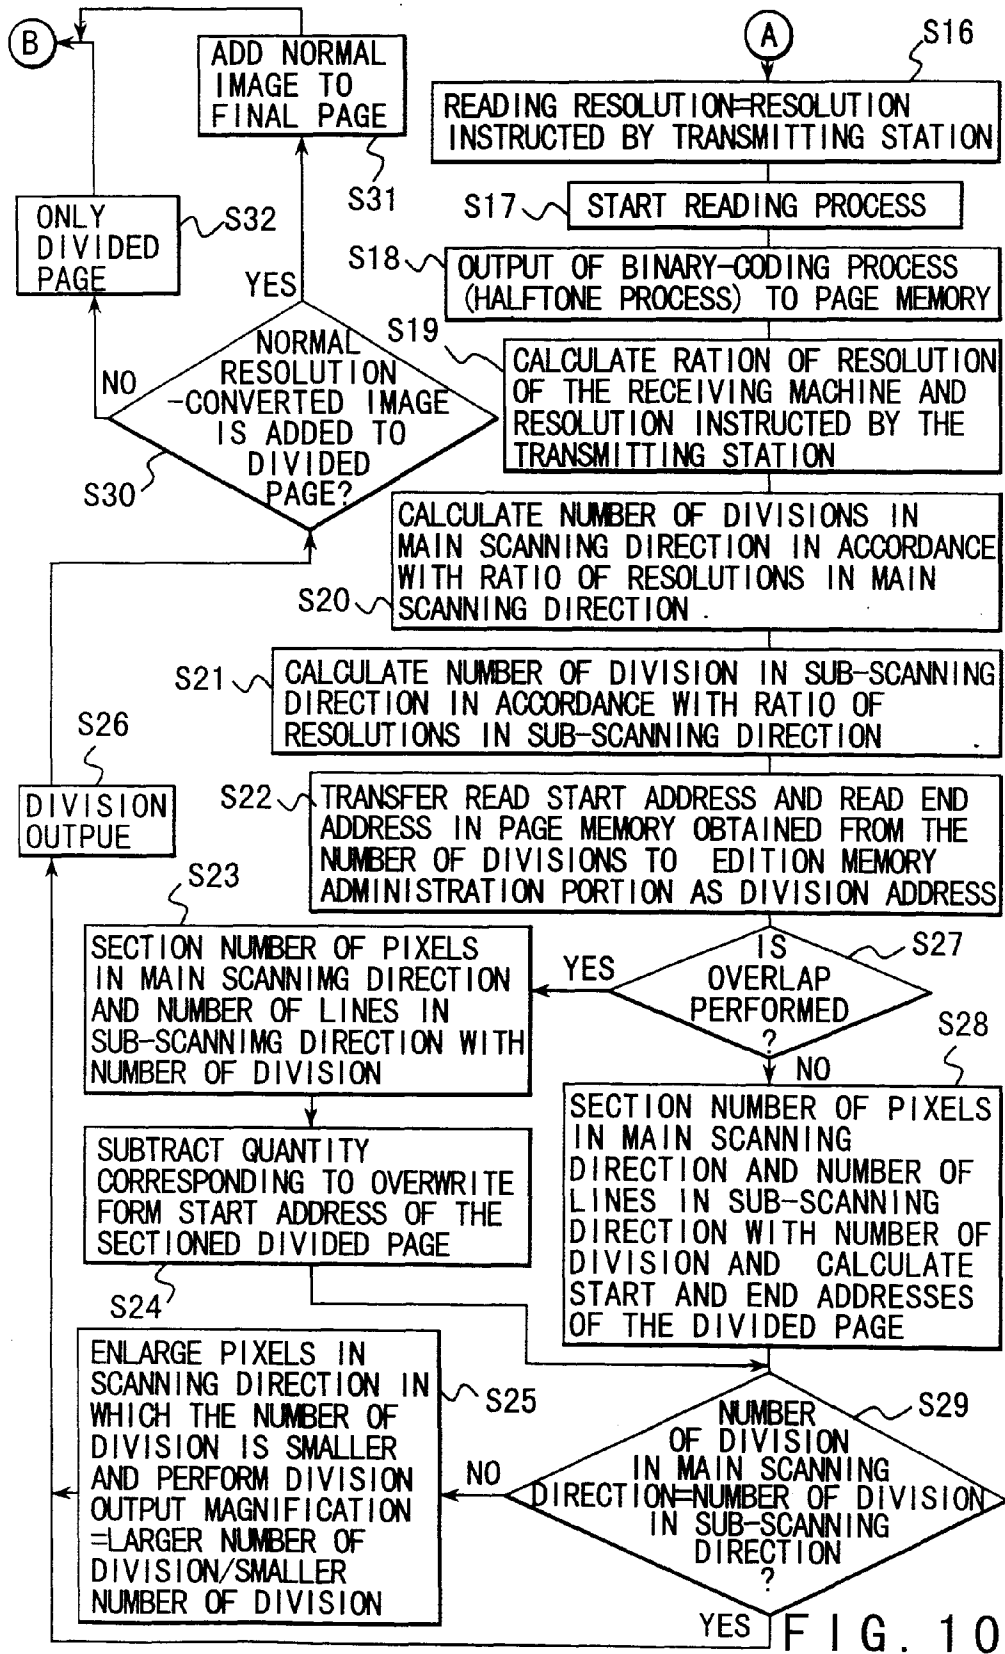 A
S16
READING RESOLUTION=RESOLUTION
INSTRUCTED BY TRANSMITTING STATION
S17
START READING PROCESS
S18
OUTPUT OF BINARY-CODING PROCESS
(HALFTONE PROCESS) TO PAGE MEMORY
S19
CALCULATE RATION OF RESOLUTION
OF THE RECEIVING MACHINE AND
RESOLUTION INSTRUCTED BY THE
TRANSMITTING STATION
S20
CALCULATE NUMBER OF DIVISIONS IN
MAIN SCANNING DIRECTION IN ACCORDANCE
WITH RATIO OF RESOLUTIONS IN MAIN
SCANNING DIRECTION .
S21
CALCULATE NUMBER OF DIVISION IN SUB-SCANNING
DIRECTION IN ACCORDANCE WITH RATIO OF
RESOLUTIONS IN SUB-SCANNING DIRECTION
S22
TRANSFER READ START ADDRESS AND READ END
ADDRESS IN PAGE MEMORY OBTAINED FROM THE
NUMBER OF DIVISIONS TO EDITION MEMORY
ADMINISTRATION PORTION AS DIVISION ADDRESS
S27
IS
OVERLAP
PERFORMED
?
YES
NO
S23
SECTION NUMBER OF PIXELS
IN MAIN SCANNIMG DIRECTION
AND NUMBER OF LINES IN
SUB-SCANNIMG DIRECTION WITH
NUMBER OF DIVISION
SUBTRACT QUANTITY
CORRESPONDING TO OVERWRITE
FORM START ADDRESS OF THE
SECTIONED DIVIDED PAGE
S24
S28
SECTION NUMBER OF PIXELS
IN MAIN SCANNING
DIRECTION AND NUMBER OF
LINES IN SUB-SCANNING
DIRECTION WITH NUMBER OF
DIVISION AND CALCULATE
START AND END ADDRESSES
OF THE DIVIDED PAGE
S29
NUMBER
OF DIVISION
IN MAIN SCANNING
DIRECTION=NUMBER OF DIVISION
IN SUB-SCANNING
DIRECTION
?
NO
YES
S25
ENLARGE PIXELS IN
SCANNING DIRECTION IN
WHICH THE NUMBER OF
DIVISION IS SMALLER
AND PERFORM DIVISION
OUTPUT MAGNIFICATION
=LARGER NUMBER OF
DIVISION/SMALLER
NUMBER OF DIVISION
S26
DIVISION
OUTPUE
S30
NORMAL
RESOLUTION
-CONVERTED IMAGE
IS ADDED TO
DIVIDED
PAGE?
YES
NO
S31
ADD NORMAL
IMAGE TO
FINAL PAGE
S32
ONLY
DIVIDED
PAGE
B
FIG. 10